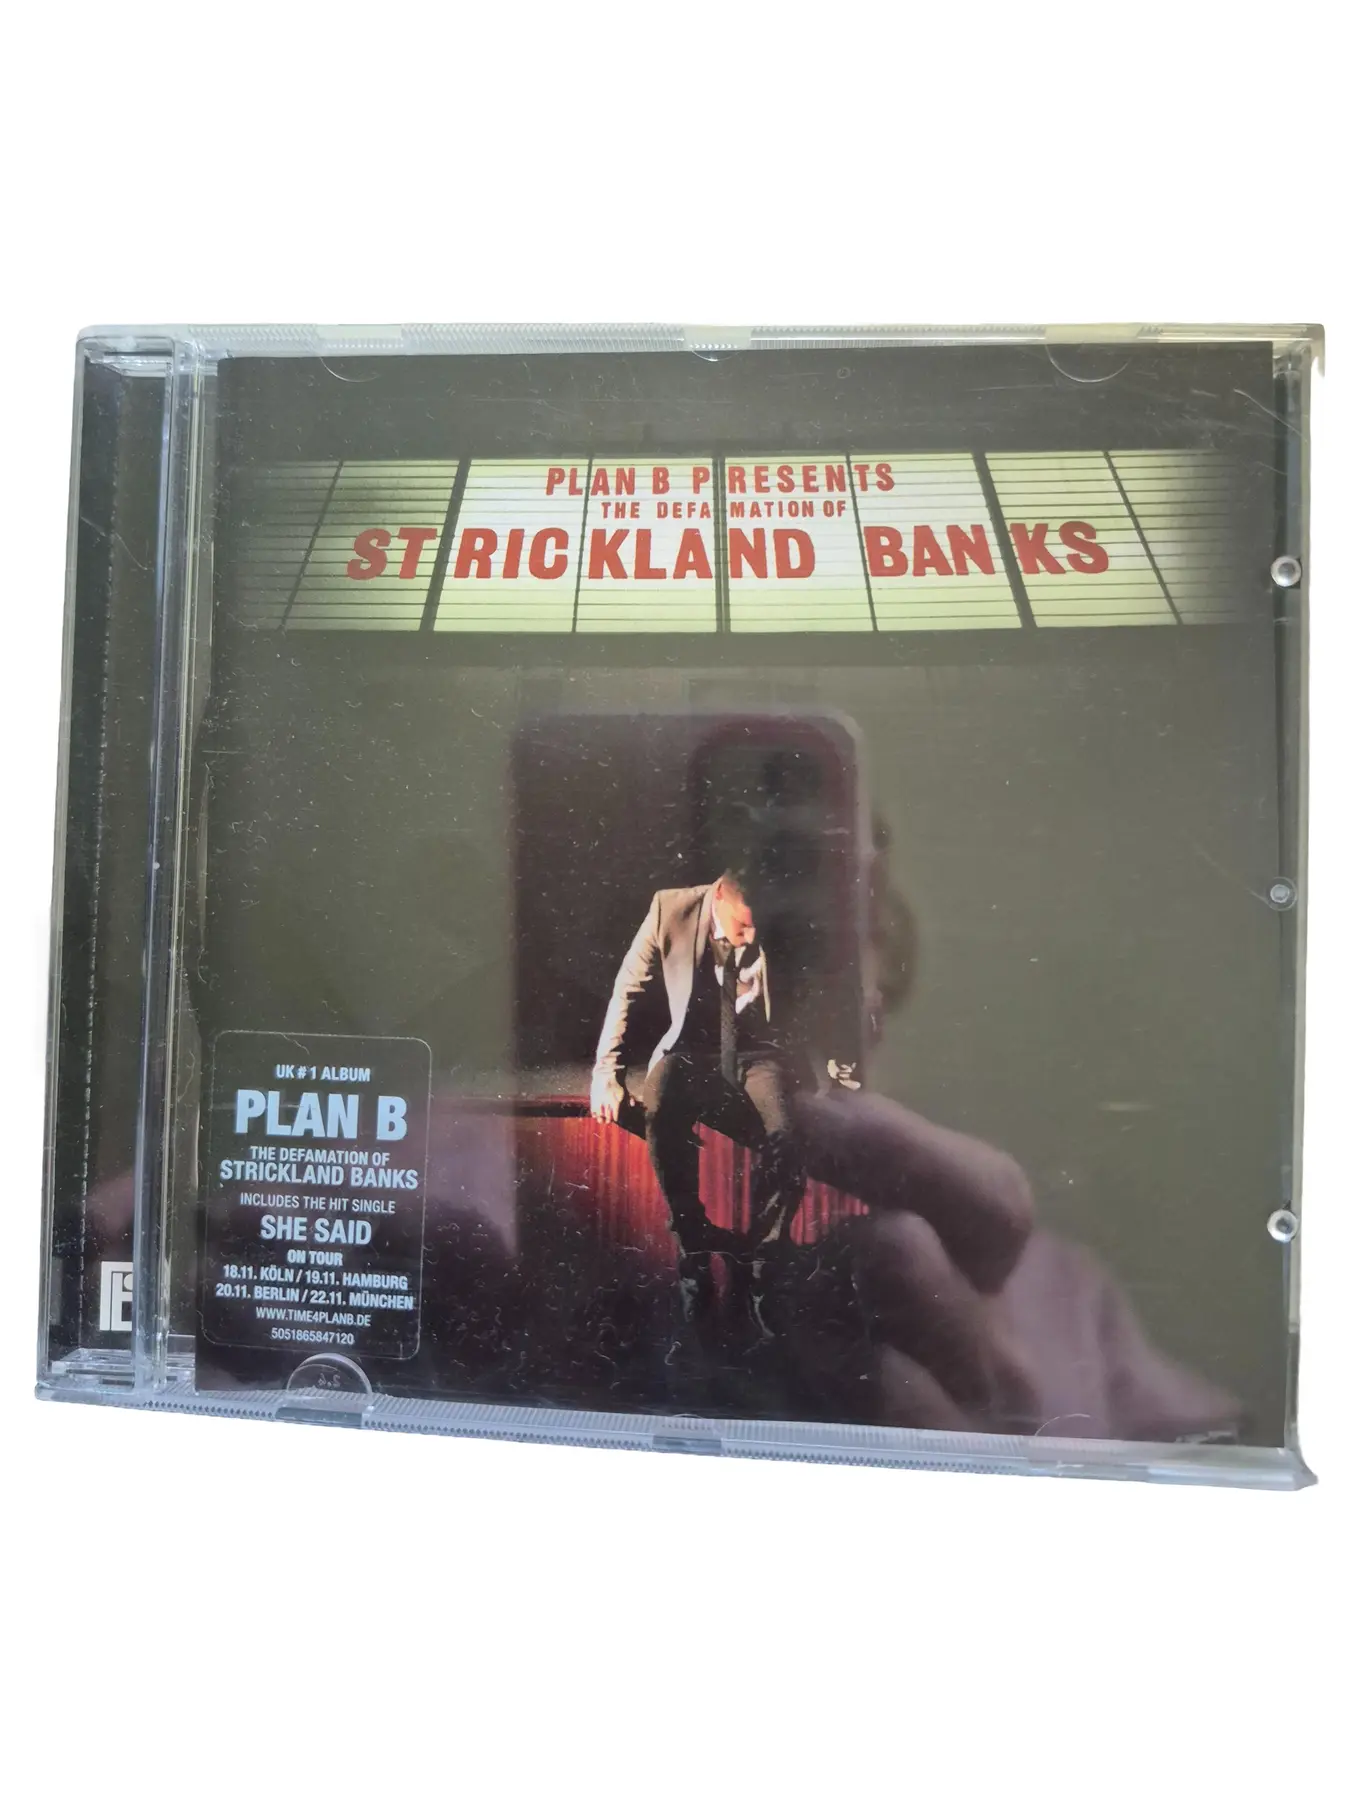 PLAN B PRESENTS
THE DEFAMATION OF
STRICKLAND BANKS
UK # 1 ALBUM
PLAN B
THE DEFAMATION OF
STRICKLAND BANKS
INCLUDES THE HIT SINGLE
SHE SAID
ON TOUR
18.11. KÖLN / 19.11. HAMBURG
20.11. BERLIN / 22.11. MÜNCHEN
WWW.TIME4PLANB.DE
5051865847120